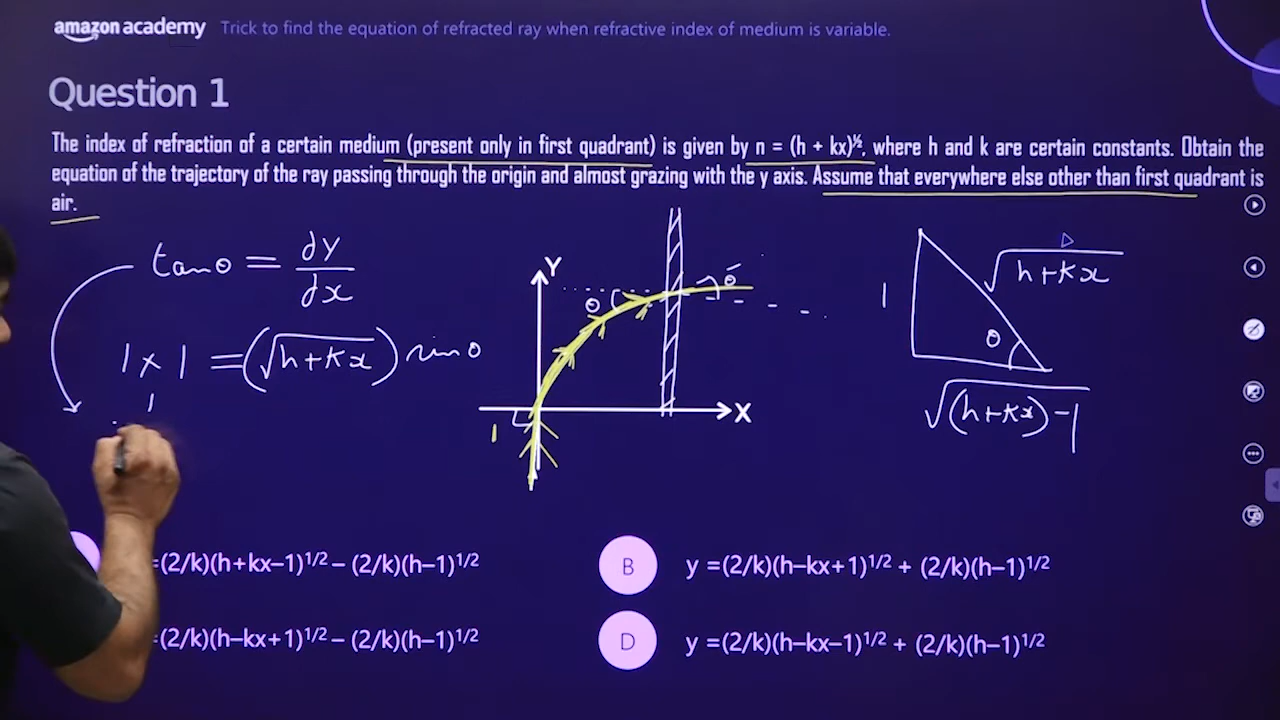 amazon academy Trick to find the equation of refracted ray when refractive index of medium is variable.
Question 1
The index of refraction of a certain medium (present only in first quadrant) is given by n = (h + kx)^½, where h and k are certain constants. Obtain the
equation of the trajectory of the ray passing through the origin and almost grazing with the y axis. Assume that everywhere else other than first quadrant is
air.
tanθ = ∂y/∂x
1 × 1 = (√h+kx) sinθ
1
Y
θ
θ'
X
1
1
√h+kx
θ
√(h+kx)-1
=(2/k)(h+kx–1)^1/2 – (2/k)(h–1)^1/2
B y =(2/k)(h–kx+1)^1/2 + (2/k)(h–1)^1/2
=(2/k)(h–kx+1)^1/2 – (2/k)(h–1)^1/2
D y =(2/k)(h–kx–1)^1/2 + (2/k)(h–1)^1/2